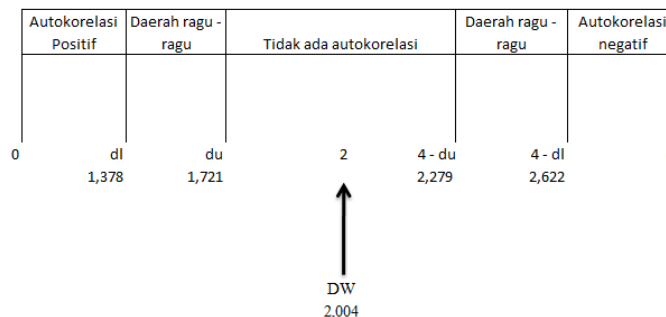 Autokorelasi Positif
Daerah ragu - ragu
Tidak ada autokorelasi
Daerah ragu - ragu
Autokorelasi negatif
0 dl du 2 4 - du 4 - dl
1,378 1,721 2,279 2,622
DW
2,004